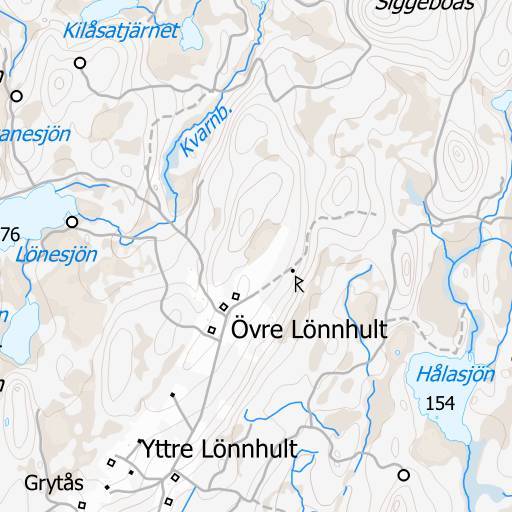 Siggeboås
Kilåsatjärnet
Kvarnb.
anesjön
76
Lönesjön
Övre Lönnhult
Hålasjön
154
Yttre Lönnhult
Grytås